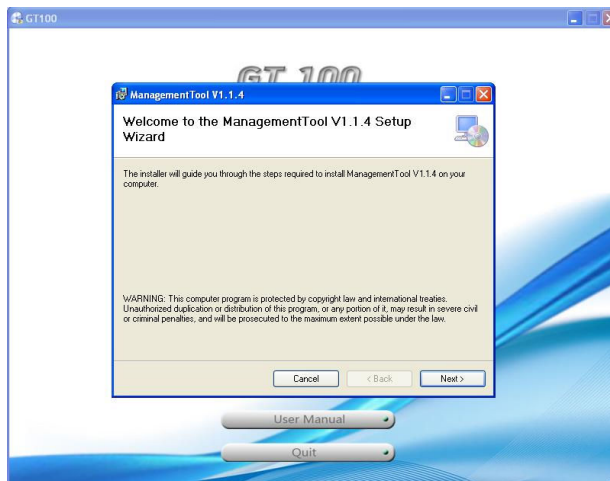 GT100
GT 100
ManagementTool V1.1.4
Welcome to the ManagementTool V1.1.4 Setup
Wizard
The installer will guide you through the steps required to install ManagementTool V1.1.4 on your
computer.
WARNING: This computer program is protected by copyright law and international treaties.
Unauthorized duplication or distribution of this program, or any portion of it, may result in severe civil
or criminal penalties, and will be prosecuted to the maximum extent possible under the law.
Cancel
< Back
Next >
User Manual
Quit